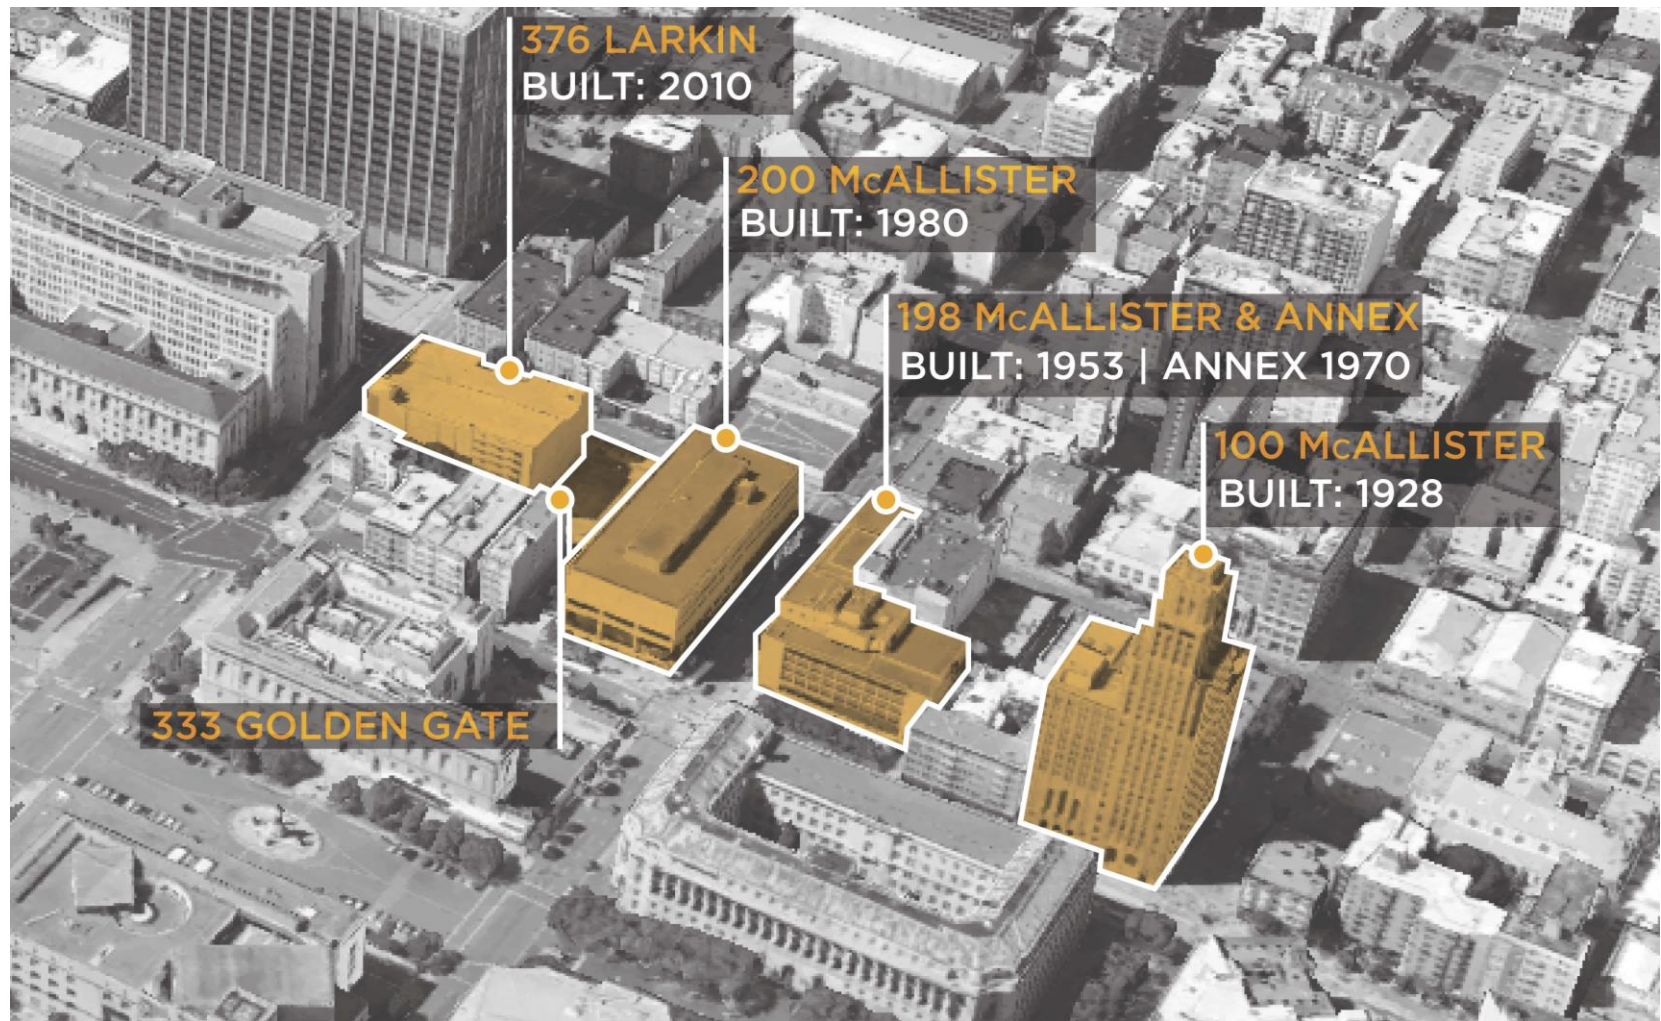 376 LARKIN
BUILT: 2010
200 McALLISTER
BUILT: 1980
198 McALLISTER & ANNEX
BUILT: 1953 | ANNEX 1970
100 McALLISTER
BUILT: 1928
333 GOLDEN GATE